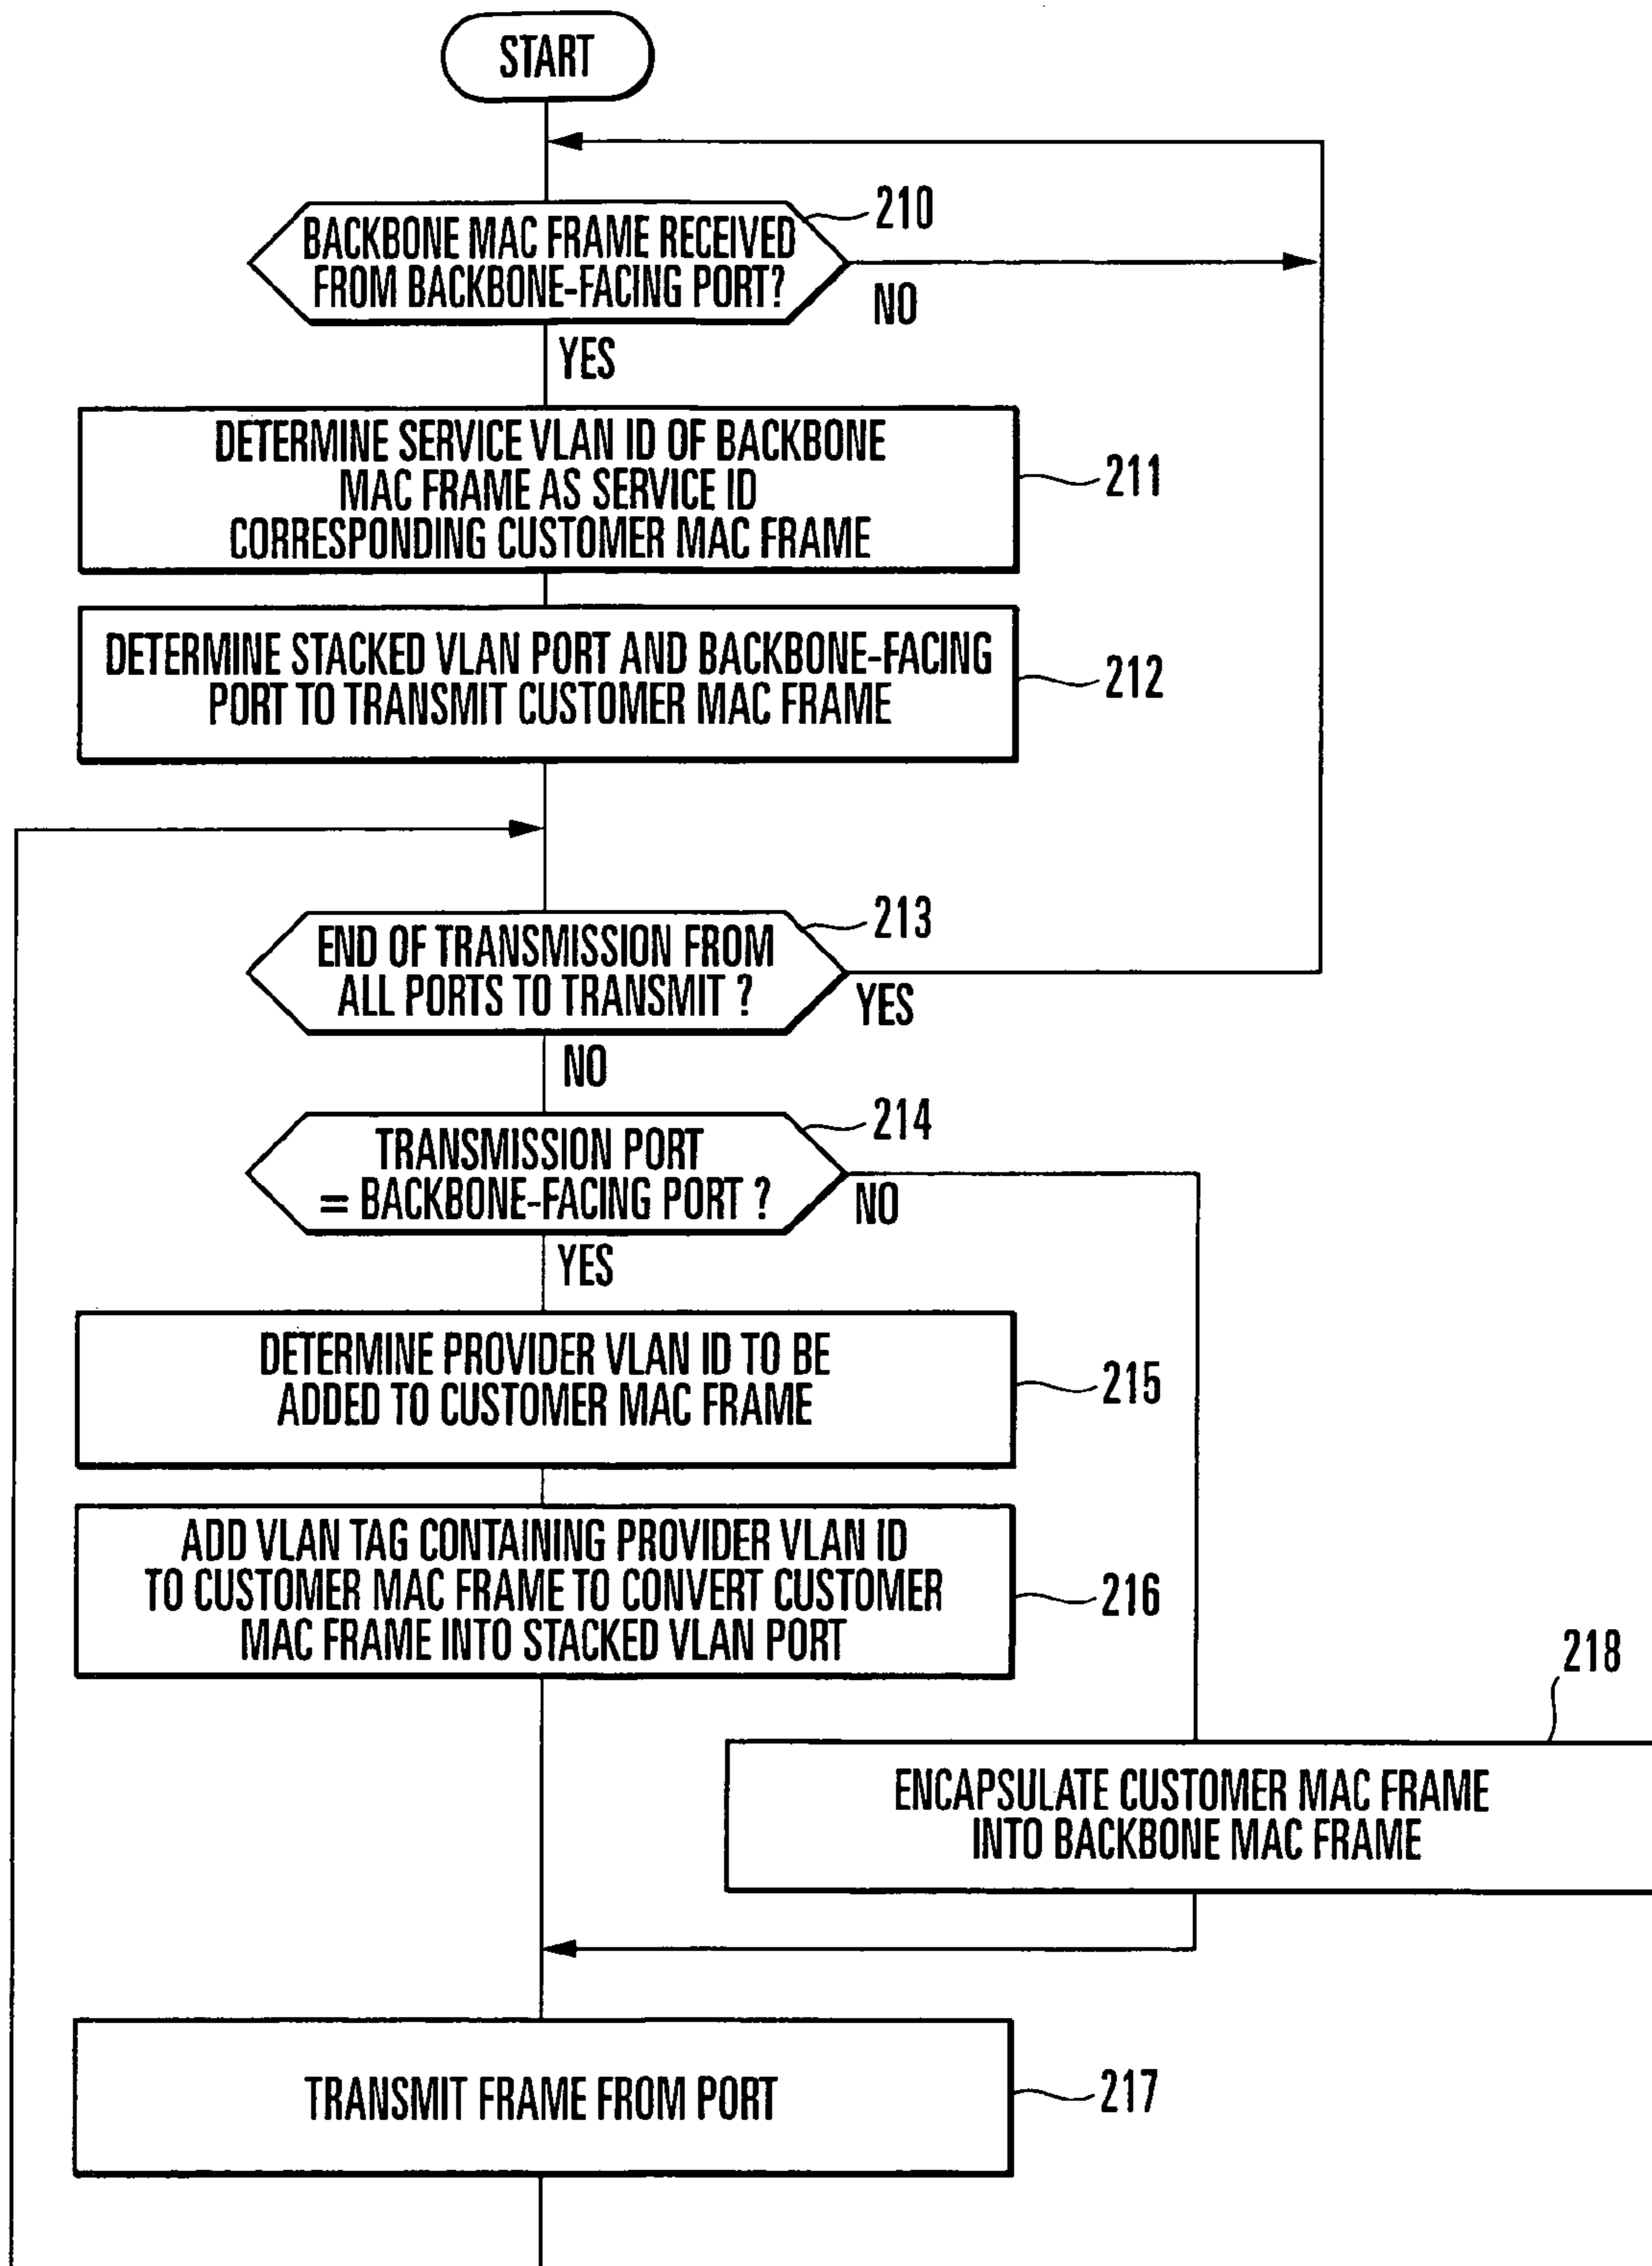 START
210
BACKBONE MAC FRAME RECEIVED
FROM BACKBONE-FACING PORT?
NO
YES
DETERMINE SERVICE VLAN ID OF BACKBONE
MAC FRAME AS SERVICE ID
CORRESPONDING CUSTOMER MAC FRAME
211
DETERMINE STACKED VLAN PORT AND BACKBONE-FACING
PORT TO TRANSMIT CUSTOMER MAC FRAME
212
213
END OF TRANSMISSION FROM
ALL PORTS TO TRANSMIT ?
YES
NO
214
TRANSMISSION PORT
= BACKBONE-FACING PORT ?
NO
YES
DETERMINE PROVIDER VLAN ID TO BE
ADDED TO CUSTOMER MAC FRAME
215
ADD VLAN TAG CONTAINING PROVIDER VLAN ID
TO CUSTOMER MAC FRAME TO CONVERT CUSTOMER
MAC FRAME INTO STACKED VLAN PORT
216
218
ENCAPSULATE CUSTOMER MAC FRAME
INTO BACKBONE MAC FRAME
TRANSMIT FRAME FROM PORT
217